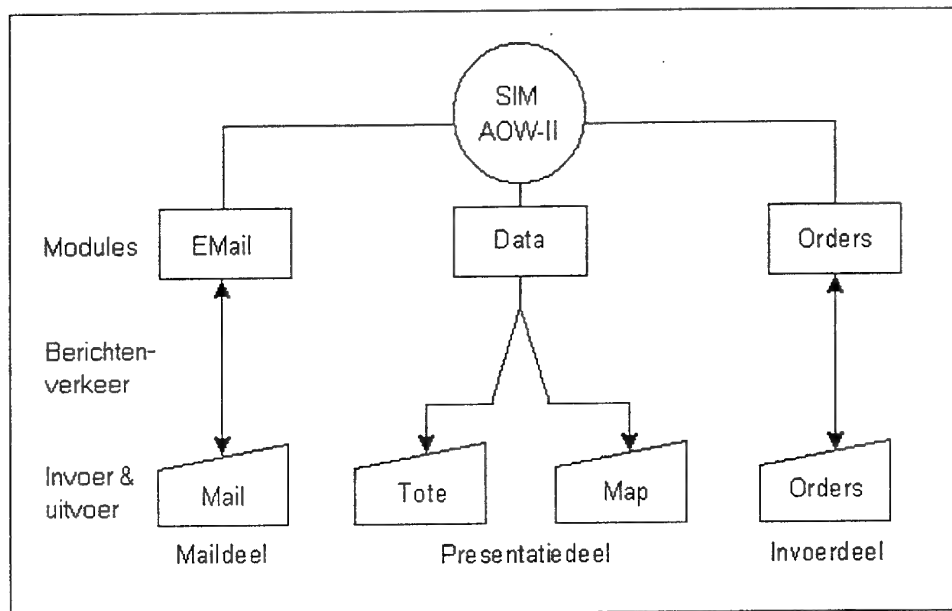 SIM
AOW-II
Modules
EMail
Data
Orders
Berichten-
verkeer
Invoer &
uitvoer
Mail
Tote
Map
Orders
Maildeel
Presentatiedeel
Invoerdeel